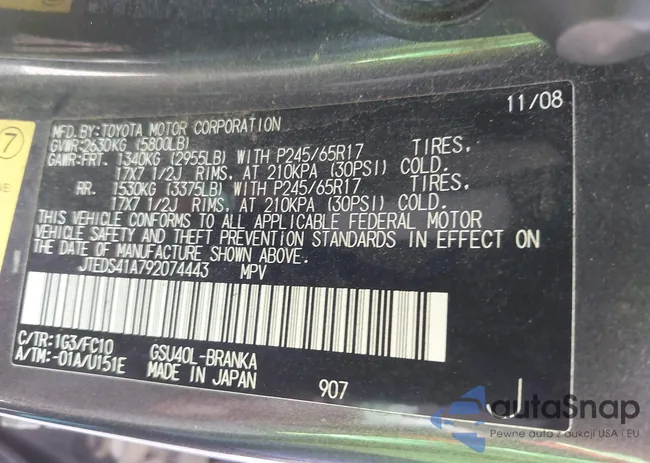 7
11/08
MFD. BY: TOYOTA MOTOR CORPORATION
GVWR: 2630KG (5800LB)
GAWR: FRT. 1340KG (2955LB) WITH P245/65R17 TIRES,
17X7 1/2J RIMS, AT 210KPA (30PSI) COLD.
RR. 1530KG (3375LB) WITH P245/65R17 TIRES,
17X7 1/2J RIMS, AT 210KPA (30PSI) COLD.
THIS VEHICLE CONFORMS TO ALL APPLICABLE FEDERAL MOTOR
VEHICLE SAFETY AND THEFT PREVENTION STANDARDS IN EFFECT ON
THE DATE OF MANUFACTURE SHOWN ABOVE.
JTEDS41A792074443 MPV
C/TR: 1G3/FC10 GSU40L-BRANKA
A/TM: -01A/U151E MADE IN JAPAN 907 J
autoSnap
Pewne auto z aukcji USA i EU